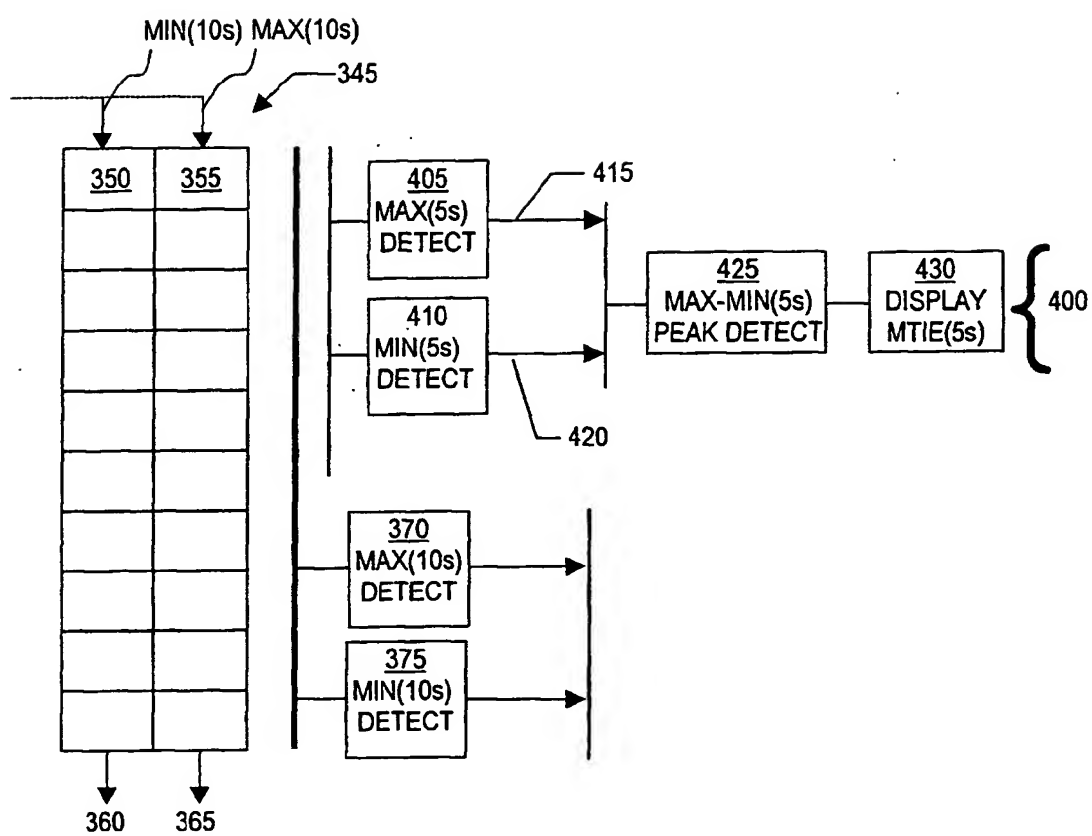 MIN(10s) MAX(10s)
345
350 355
405
MAX(5s)
DETECT
415
410
MIN(5s)
DETECT
420
425
MAX-MIN(5s)
PEAK DETECT
430
DISPLAY
MTIE(5s)
400
370
MAX(10s)
DETECT
375
MIN(10s)
DETECT
360 365